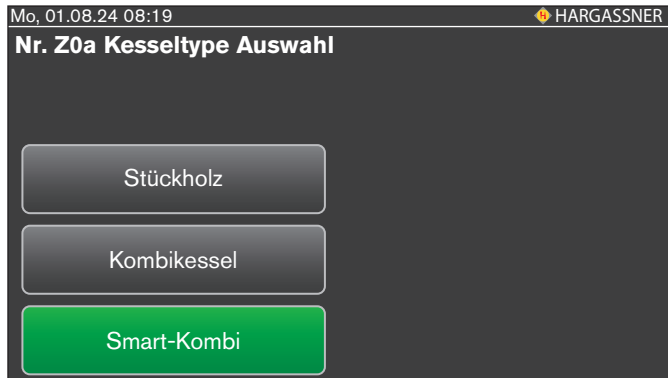 Mo, 01.08.24 08:19 HARGASSNER
Nr. Z0a Kesseltype Auswahl
Stückholz
Kombikessel
Smart-Kombi